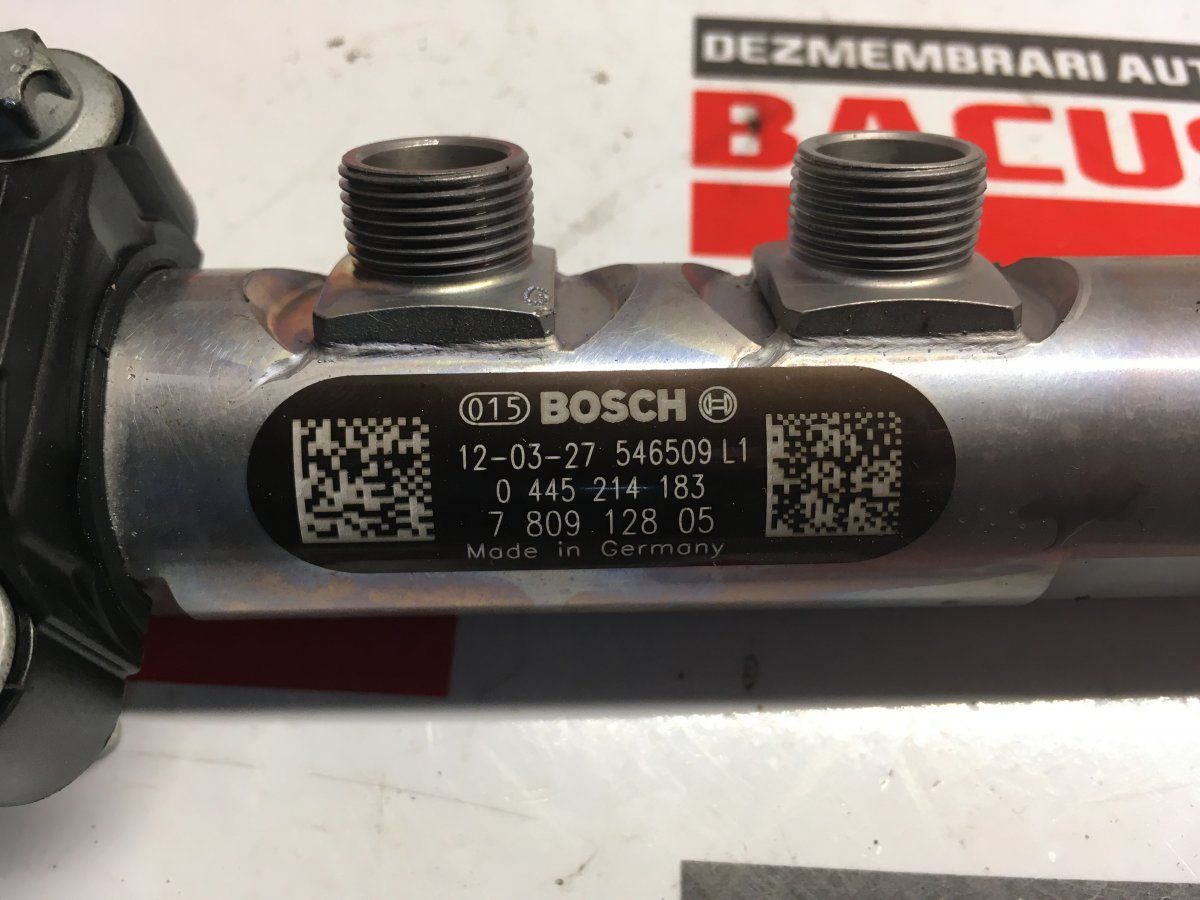 DEZMEMBRARI AUT
BACUS
015 BOSCH
12-03-27 546509 L1
0 445 214 183
7 809 128 05
Made in Germany